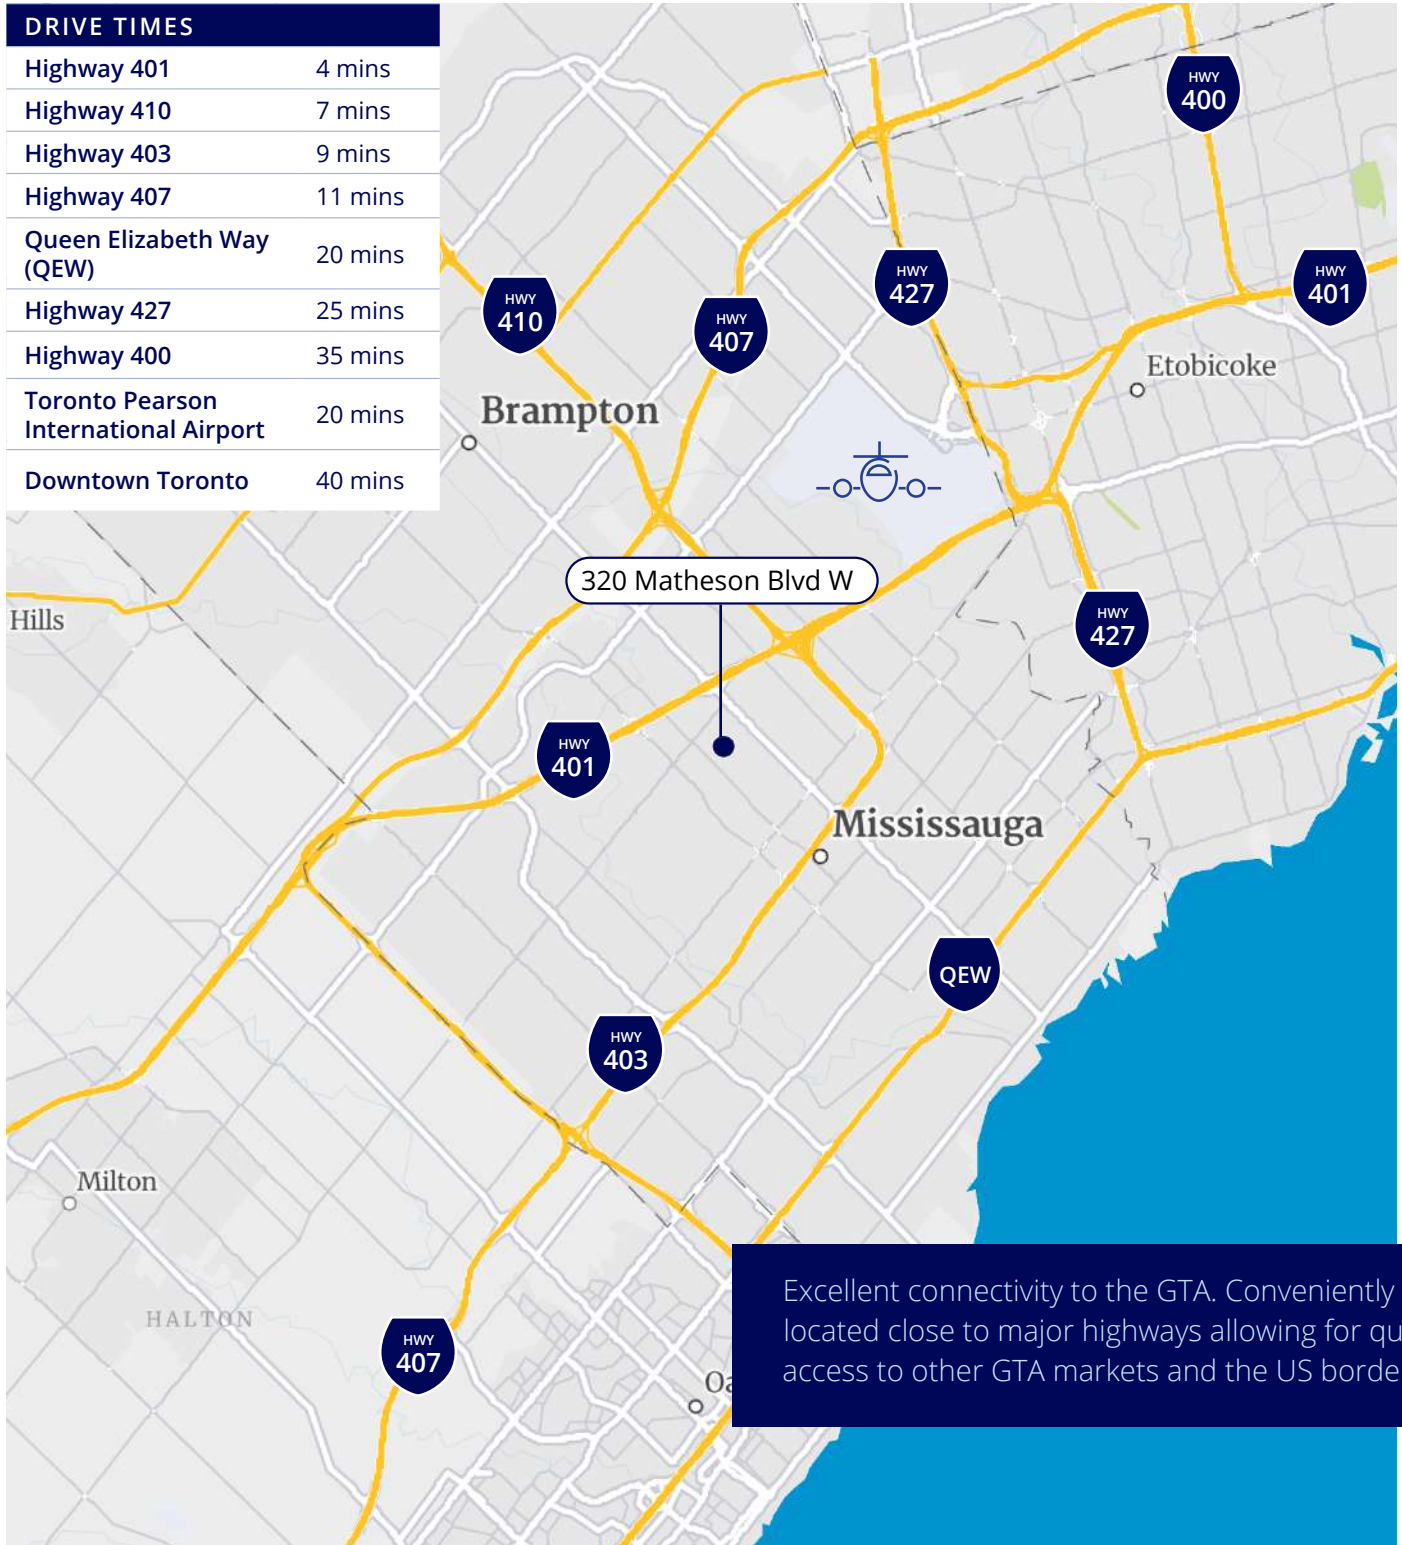 DRIVE TIMES
Highway 401 4 mins
Highway 410 7 mins
Highway 403 9 mins
Highway 407 11 mins
Queen Elizabeth Way
(QEW) 20 mins
Highway 427 25 mins
Highway 400 35 mins
Toronto Pearson
International Airport 20 mins
Downtown Toronto 40 mins
HWY
400
HWY
427
HWY
401
HWY
410
HWY
407
Etobicoke
Brampton
320 Matheson Blvd W
Hills
HWY
427
HWY
401
Mississauga
QEW
HWY
403
Milton
HALTON
HWY
407
Oa
Excellent connectivity to the GTA. Conveniently
located close to major highways allowing for qu
access to other GTA markets and the US borde